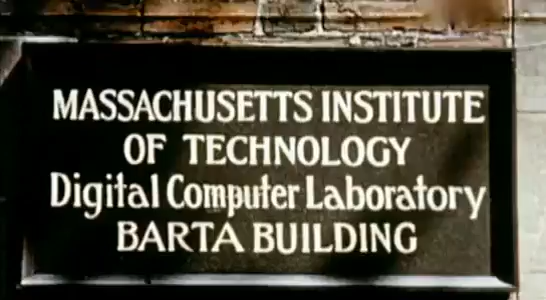 MASSACHUSETTS INSTITUTE
OF TECHNOLOGY
Digital Computer Laboratory
BARTA BUILDING